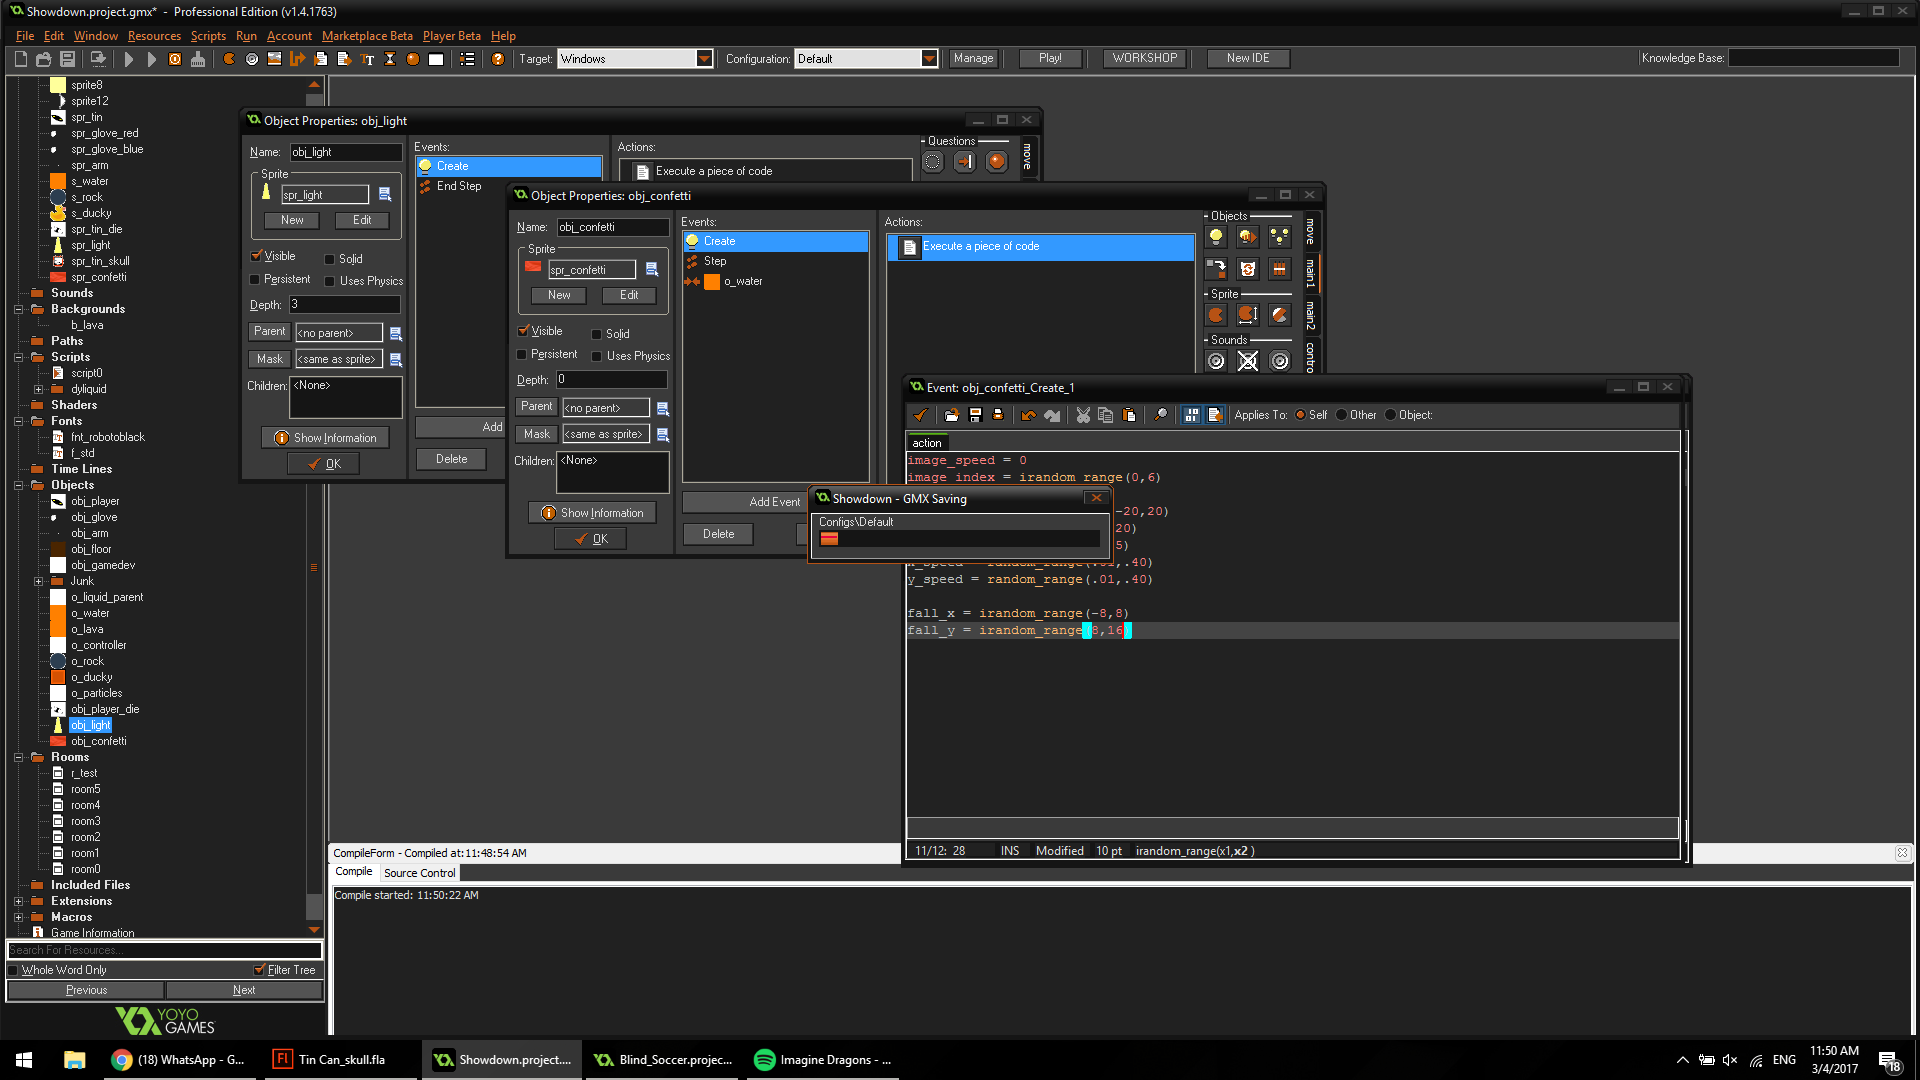 Showdown.project.gmx* - Professional Edition (v1.4.1763)
File Edit Window Resources Scripts Run Account Marketplace Beta Player Beta Help
Target: Windows Configuration: Default Manage Play! WORKSHOP New IDE Knowledge Base:
sprite8
sprite12
spr_tin
spr_glove_red
spr_glove_blue
spr_arm
s_water
s_rock
s_ducky
spr_tin_die
spr_light
spr_tin_skull
spr_confetti
Sounds
Backgrounds
b_lava
Paths
Scripts
script0
dyliquid
Shaders
Fonts
fnt_robotoblack
f_std
Time Lines
Objects
obj_player
obj_glove
obj_arm
obj_floor
obj_gamedev
Junk
o_liquid_parent
o_water
o_lava
o_controller
o_rock
o_ducky
o_particles
obj_player_die
obj_light
obj_confetti
Rooms
r_test
room5
room4
room3
room2
room1
room0
Included Files
Extensions
Macros
Game Information
Search For Resources...
Whole Word Only Filter Tree
Previous Next
YOYO
GAMES
Object Properties: obj_light
Name: obj_light
Sprite
spr_light
New Edit
Visible Solid
Persistent Uses Physics
Depth: 3
Parent <no parent>
Mask <same as sprite>
Children: <None>
Show Information
OK
Events:
Create
End Step
Add
Delete
Actions:
Execute a piece of code
Questions
move
Object Properties: obj_confetti
Name: obj_confetti
Sprite
spr_confetti
New Edit
Visible Solid
Persistent Uses Physics
Depth: 0
Parent <no parent>
Mask <same as sprite>
Children: <None>
Show Information
OK
Events:
Create
Step
o_water
Add Event
Delete
Actions:
Execute a piece of code
Objects
Sprite
Sounds
move
main1
main2
contro
Event: obj_confetti_Create_1
Applies To: Self Other Object:
action
image_speed = 0
image_index = irandom_range(0,6)
-20,20)
20)
5)
x_speed = random_range(.01,.40)
y_speed = random_range(.01,.40)
fall_x = irandom_range(-8,8)
fall_y = irandom_range(8,16)
11/12: 28 INS Modified 10 pt irandom_range(x1,x2 )
Showdown - GMX Saving
Configs\Default
CompileForm - Compiled at:11:48:54 AM
Compile Source Control
Compile started: 11:50:22 AM
(18) WhatsApp - G...
Tin Can_skull.fla
Showdown.project....
Blind_Soccer.projec...
Imagine Dragons - ...
ENG
11:50 AM
3/4/2017
18